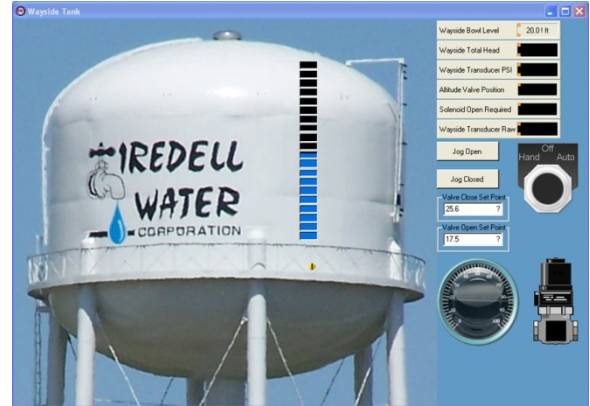 Wayside Tank
Wayside Bowl Level 20.01 ft
Wayside Total Head
Wayside Transducer PSI
Altitude Valve Position
Solenoid Open Required
Wayside Transducer Raw
Jog Open
Jog Closed
Off
Hand Auto
Valve Close Set Point
25.6 ?
Valve Open Set Point
17.5 ?
IREDELL
WATER
CORPORATION